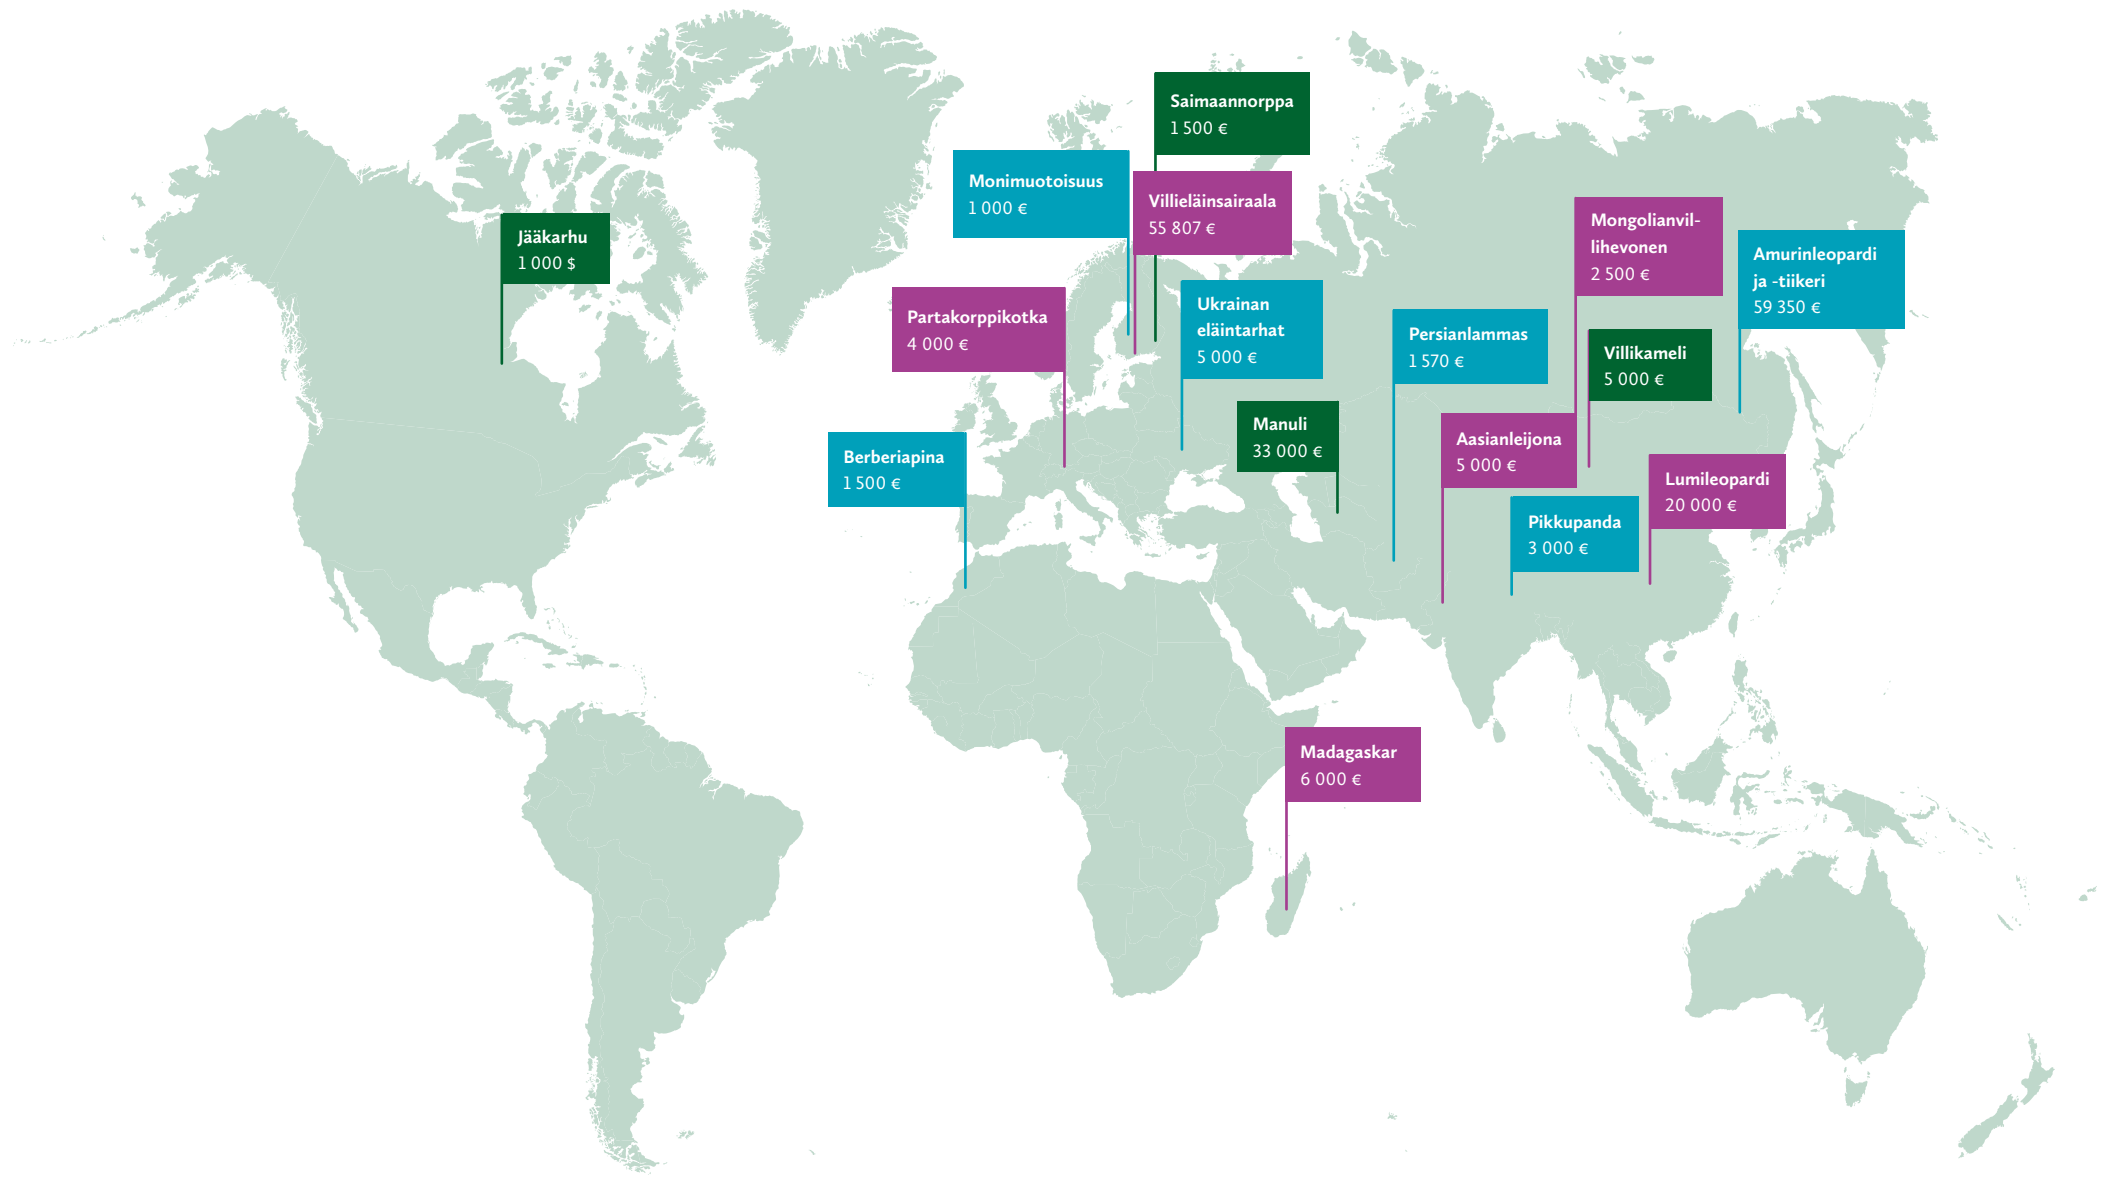 Saimaannorppa
1 500 €
Monimuotoisuus
1 000 €
Villieläinsairaala
55 807 €
Jääkarhu
1 000 $
Mongolianvil-
lihevonen
2 500 €
Amurinleopardi
ja -tiikeri
59 350 €
Partakorppikotka
4 000 €
Ukrainan
eläintarhat
5 000 €
Persianlammas
1 570 €
Villikameli
5 000 €
Manuli
33 000 €
Aasianleijona
5 000 €
Berberiapina
1 500 €
Lumileopardi
20 000 €
Pikkupanda
3 000 €
Madagaskar
6 000 €